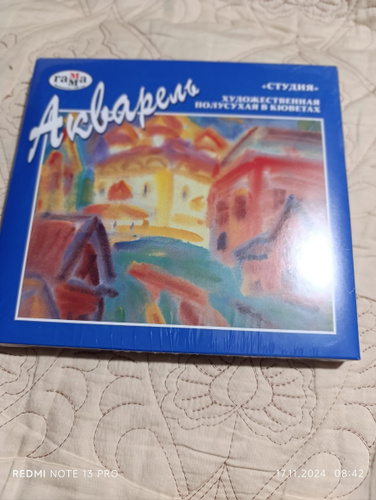 гамма
Акварель
«СТУДИЯ»
ХУДОЖЕСТВЕННАЯ
ПОЛУСУХАЯ В КЮВЕТАХ
REDMI NOTE 13 PRO
17.11.2024 08:42